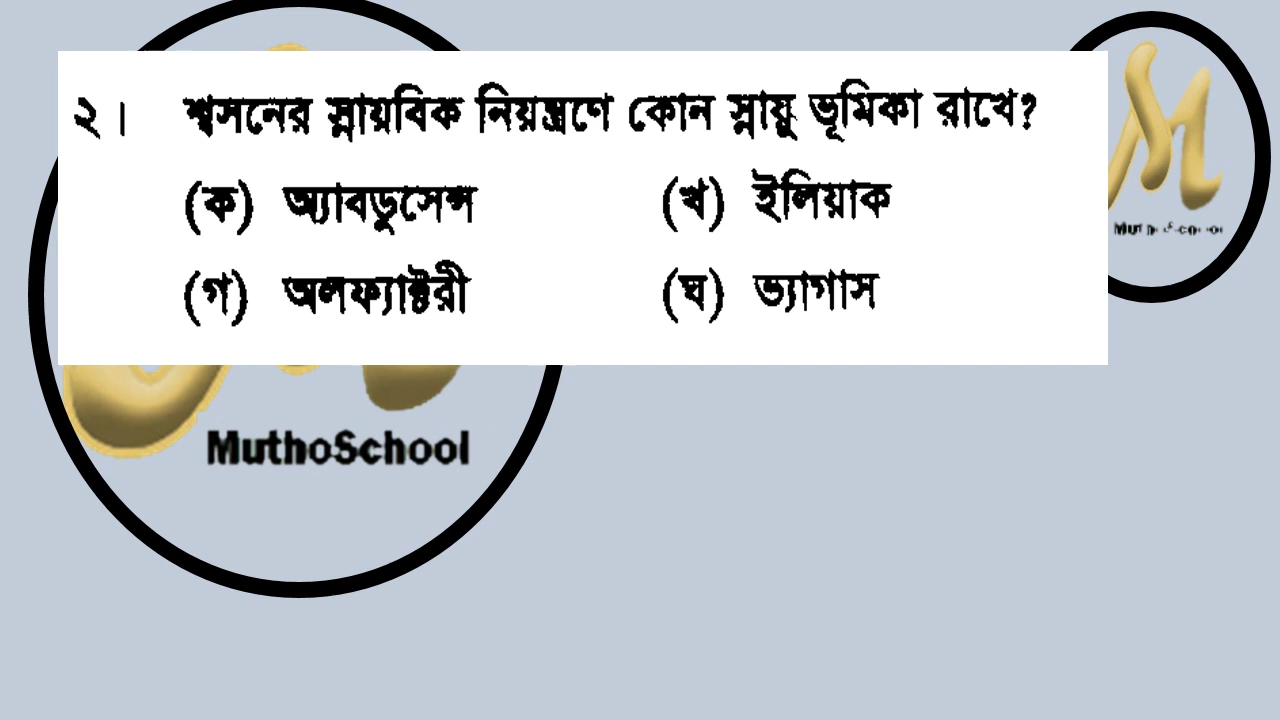 ২। শ্বসনের স্নায়বিক নিয়ন্ত্রণে কোন স্নায়ু ভূমিকা রাখে?
(ক) অ্যাবডুসেন্স (খ) ইলিয়াক
(গ) অলফ্যাক্টরী (ঘ) ভ্যাগাস
MuthoSchool